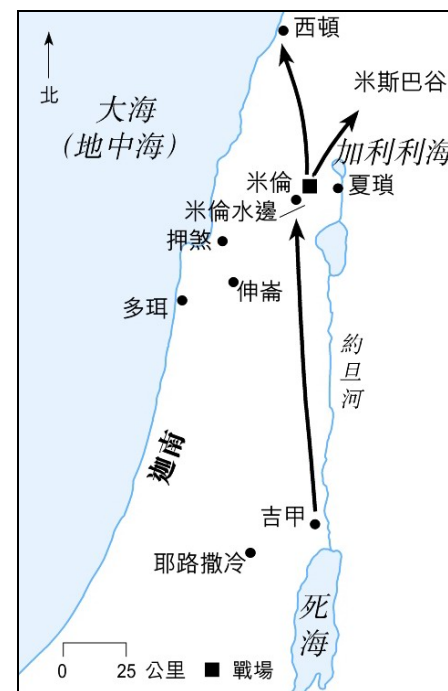 西頓
北
米斯巴谷
大海
(地中海)
加利利海
米倫
夏瑣
米倫水邊
押煞
伸崙
多珥
約旦河
迦南
吉甲
耶路撒冷
死海
0 25 公里 ■ 戰場